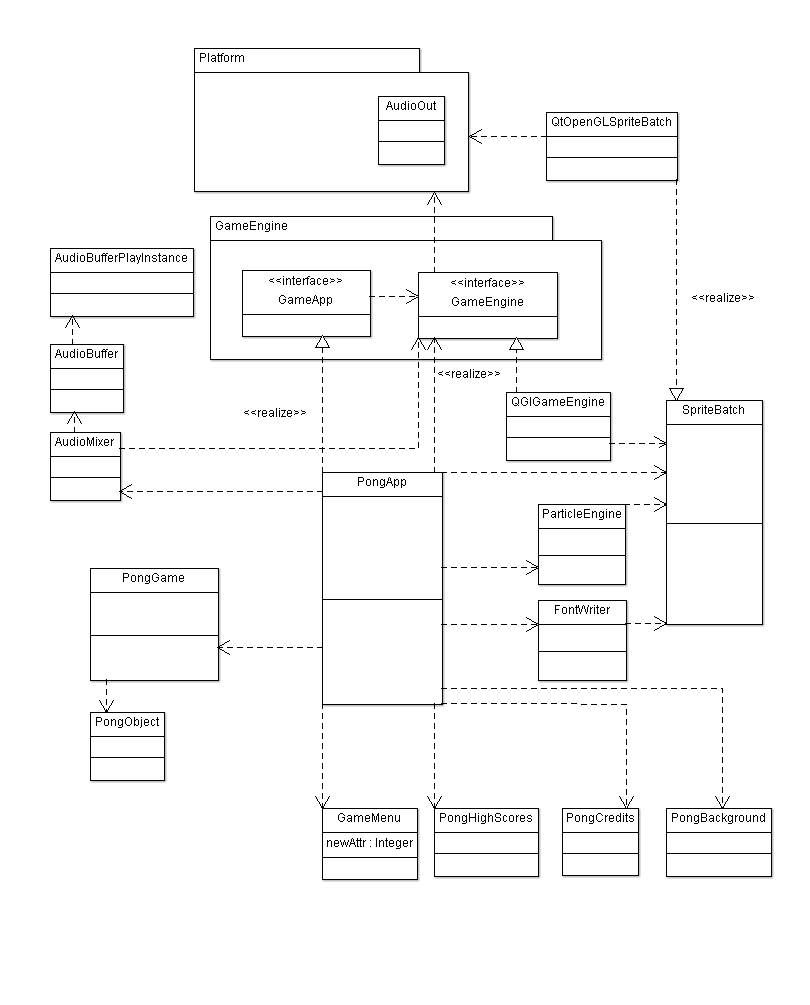 Platform
AudioOut
QtOpenGLSpriteBatch
GameEngine
AudioBufferPlayInstance
<<interface>>
GameApp
<<interface>>
GameEngine
<<realize>>
AudioBuffer
<<realize>>
<<realize>>
QGIGameEngine
SpriteBatch
AudioMixer
PongApp
ParticleEngine
PongGame
FontWriter
PongObject
GameMenu
newAttr : Integer
PongHighScores
PongCredits
PongBackground